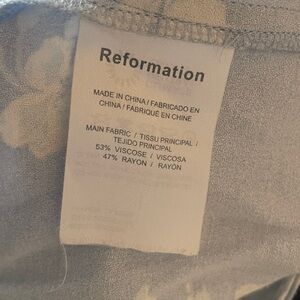 Reformation
MADE IN CHINA / FABRICADO EN
CHINA / FABRIQUÉ EN CHINE
MAIN FABRIC / TISSU PRINCIPAL /
TEJIDO PRINCIPAL
53% VISCOSE / VISCOSA
47% RAYON / RAYON